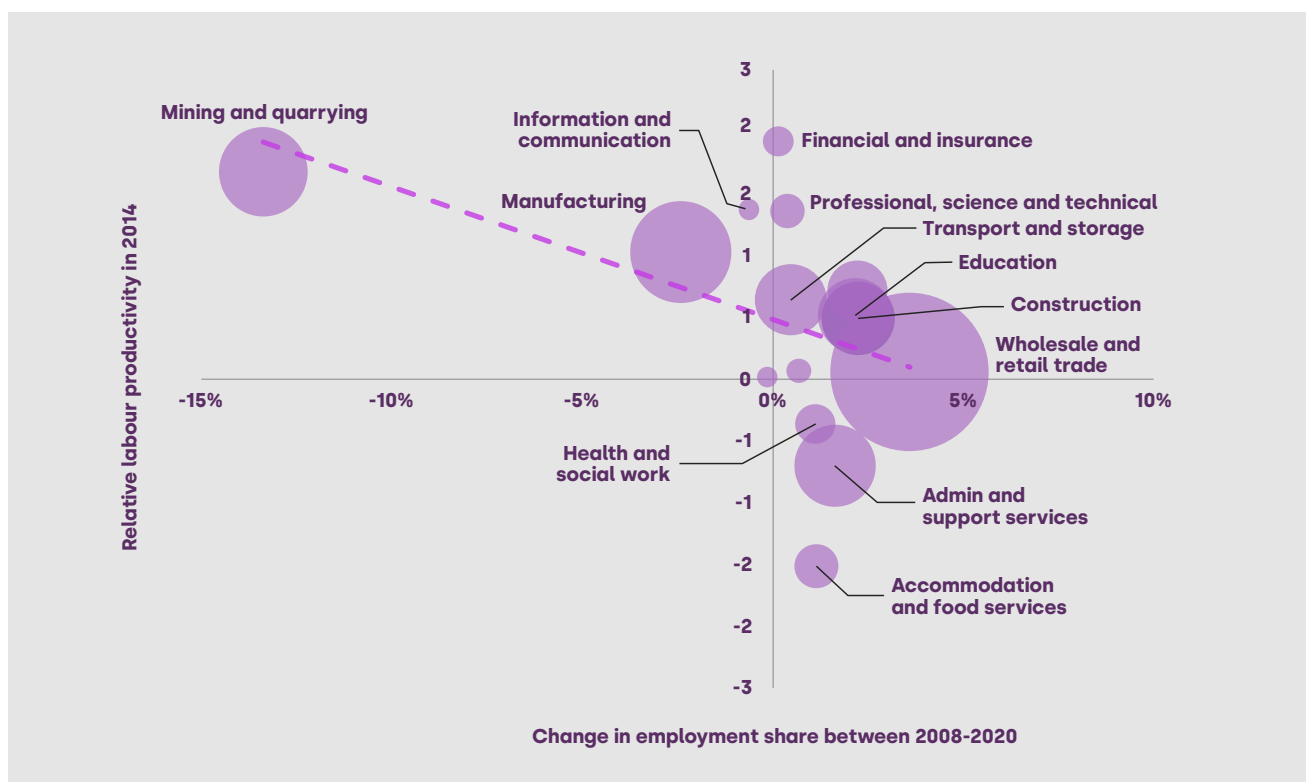 3
Mining and quarrying
Information and
communication
2
Financial and insurance
Manufacturing
2
Professional, science and technical
Transport and storage
1
Education
Construction
1
Wholesale and
retail trade
0
-15%
-10%
-5%
0%
5%
10%
Relative labour productivity in 2014
-1
Health and
social work
-1
Admin and
support services
-2
Accommodation
and food services
-2
-3
Change in employment share between 2008-2020